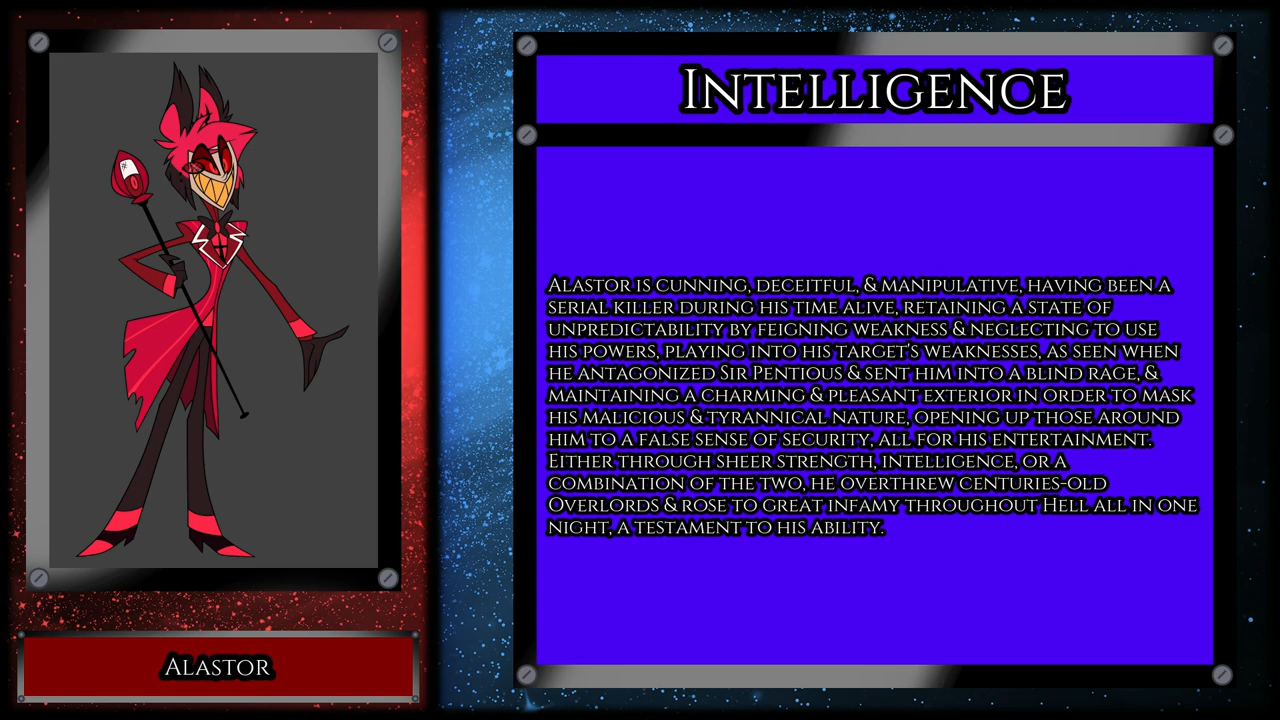 Intelligence
Alastor is cunning, deceitful, & manipulative, having been a
serial killer during his time alive, retaining a state of
unpredictability by feigning weakness & neglecting to use
his powers, playing into his target's weaknesses, as seen when
he antagonized Sir Pentious & sent him into a blind rage, &
maintaining a charming & pleasant exterior in order to mask
his malicious & tyrannical nature, opening up those around
him to a false sense of security, all for his entertainment.
Either through sheer strength, intelligence, or a
combination of the two, he overthrew centuries-old
Overlords & rose to great infamy throughout Hell all in one
night, a testament to his ability.
Alastor